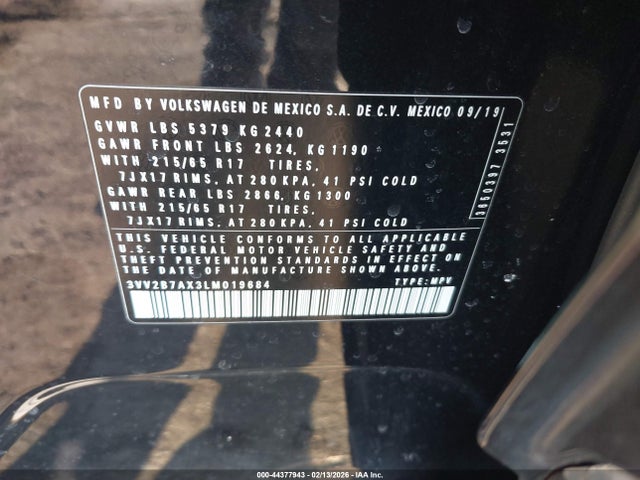 MFD BY VOLKSWAGEN DE MEXICO S.A. DE C.V. MEXICO 09/19
GVWR LBS 5379 KG 2440
GAWR FRONT LBS 2624, KG 1190
WITH 215/65 R17 TIRES,
7JX17 RIMS, AT 280 KPA, 41 PSI COLD
GAWR REAR LBS 2866, KG 1300
WITH 215/65 R17 TIRES,
7JX17 RIMS, AT 280 KPA, 41 PSI COLD
THIS VEHICLE CONFORMS TO ALL APPLICABLE
U.S. FEDERAL MOTOR VEHICLE SAFETY AND
THEFT PREVENTION STANDARDS IN EFFECT ON
THE DATE OF MANUFACTURE SHOWN ABOVE.
3VV2B7AX3LM019684 TYPE: MPV
3650397 3531
000-44377943 - 02/13/2026 - IAA Inc.